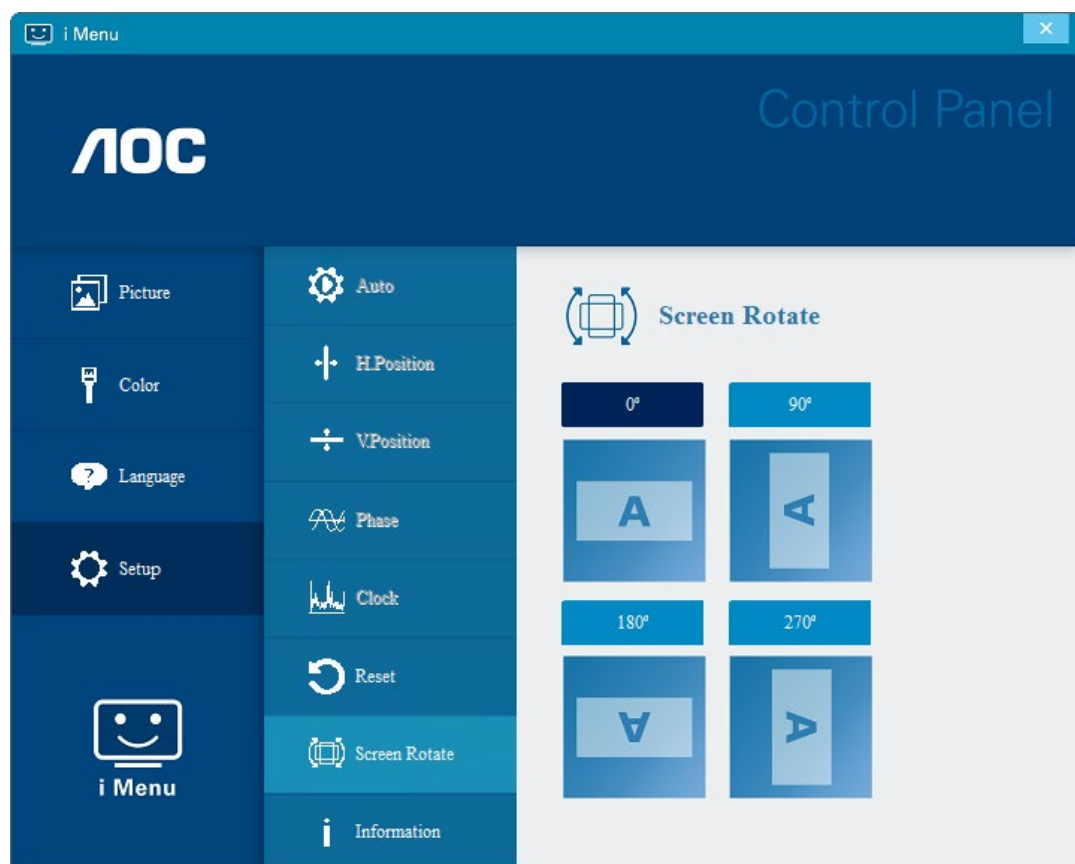 i Menu
Control Panel
AOC
Picture
Color
Language
Setup
i Menu
Auto
H.Position
V.Position
Phase
Clock
Reset
Screen Rotate
Information
Screen Rotate
0° 90°
A A
180° 270°
A A